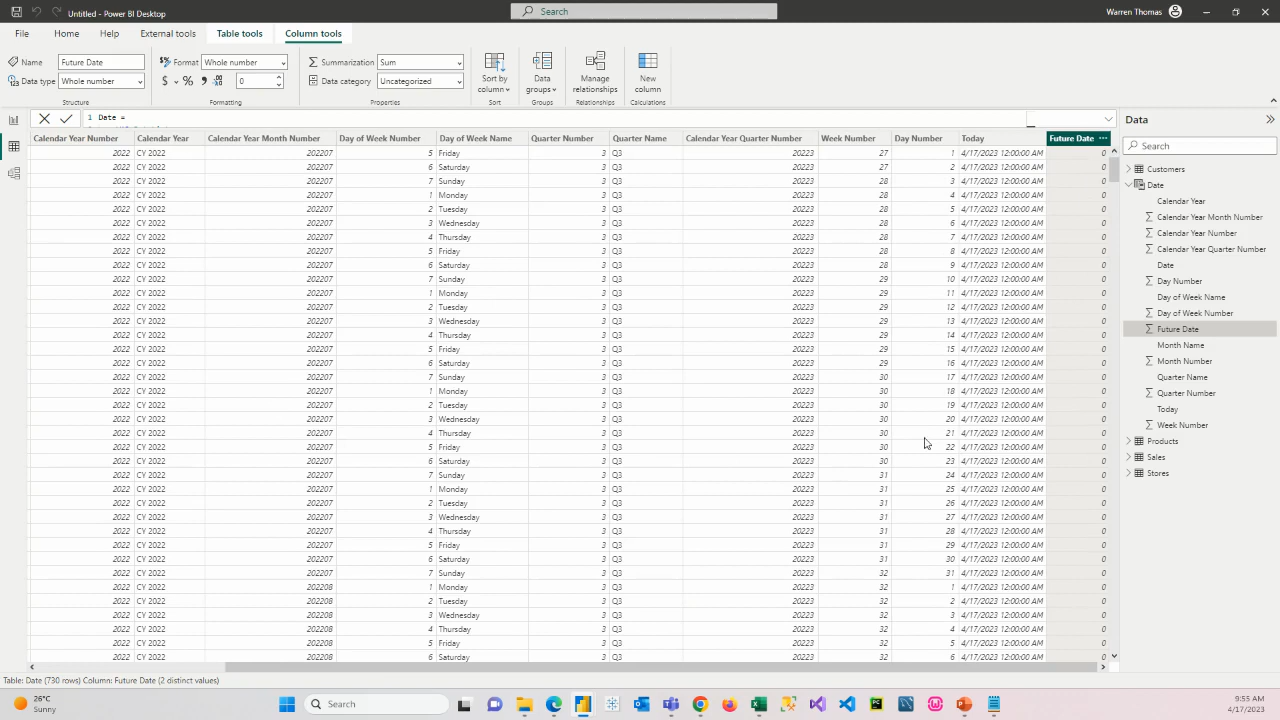 Untitled - Power BI Desktop
Search
Warren Thomas
File Home Help External tools Table tools Column tools
Name Future Date Format Whole number Summarization Sum Sort by column Data groups Manage relationships New column
Data type Whole number $ % 0 Data category Uncategorized
Structure Formatting Properties Sort Groups Relationships Calculations
1 Date =
Calendar Year Number Calendar Year Calendar Year Month Number Day of Week Number Day of Week Name Quarter Number Quarter Name Calendar Year Quarter Number Week Number Day Number Today Future Date
2022 CY 2022 202207 5 Friday 3 Q3 20223 27 1 4/17/2023 12:00:00 AM 0
2022 CY 2022 202207 6 Saturday 3 Q3 20223 27 2 4/17/2023 12:00:00 AM 0
2022 CY 2022 202207 7 Sunday 3 Q3 20223 28 3 4/17/2023 12:00:00 AM 0
2022 CY 2022 202207 1 Monday 3 Q3 20223 28 4 4/17/2023 12:00:00 AM 0
2022 CY 2022 202207 2 Tuesday 3 Q3 20223 28 5 4/17/2023 12:00:00 AM 0
2022 CY 2022 202207 3 Wednesday 3 Q3 20223 28 6 4/17/2023 12:00:00 AM 0
2022 CY 2022 202207 4 Thursday 3 Q3 20223 28 7 4/17/2023 12:00:00 AM 0
2022 CY 2022 202207 5 Friday 3 Q3 20223 28 8 4/17/2023 12:00:00 AM 0
2022 CY 2022 202207 6 Saturday 3 Q3 20223 28 9 4/17/2023 12:00:00 AM 0
2022 CY 2022 202207 7 Sunday 3 Q3 20223 29 10 4/17/2023 12:00:00 AM 0
2022 CY 2022 202207 1 Monday 3 Q3 20223 29 11 4/17/2023 12:00:00 AM 0
2022 CY 2022 202207 2 Tuesday 3 Q3 20223 29 12 4/17/2023 12:00:00 AM 0
2022 CY 2022 202207 3 Wednesday 3 Q3 20223 29 13 4/17/2023 12:00:00 AM 0
2022 CY 2022 202207 4 Thursday 3 Q3 20223 29 14 4/17/2023 12:00:00 AM 0
2022 CY 2022 202207 5 Friday 3 Q3 20223 29 15 4/17/2023 12:00:00 AM 0
2022 CY 2022 202207 6 Saturday 3 Q3 20223 29 16 4/17/2023 12:00:00 AM 0
2022 CY 2022 202207 7 Sunday 3 Q3 20223 30 17 4/17/2023 12:00:00 AM 0
2022 CY 2022 202207 1 Monday 3 Q3 20223 30 18 4/17/2023 12:00:00 AM 0
2022 CY 2022 202207 2 Tuesday 3 Q3 20223 30 19 4/17/2023 12:00:00 AM 0
2022 CY 2022 202207 3 Wednesday 3 Q3 20223 30 20 4/17/2023 12:00:00 AM 0
2022 CY 2022 202207 4 Thursday 3 Q3 20223 30 21 4/17/2023 12:00:00 AM 0
2022 CY 2022 202207 5 Friday 3 Q3 20223 30 22 4/17/2023 12:00:00 AM 0
2022 CY 2022 202207 6 Saturday 3 Q3 20223 30 23 4/17/2023 12:00:00 AM 0
2022 CY 2022 202207 7 Sunday 3 Q3 20223 31 24 4/17/2023 12:00:00 AM 0
2022 CY 2022 202207 1 Monday 3 Q3 20223 31 25 4/17/2023 12:00:00 AM 0
2022 CY 2022 202207 2 Tuesday 3 Q3 20223 31 26 4/17/2023 12:00:00 AM 0
2022 CY 2022 202207 3 Wednesday 3 Q3 20223 31 27 4/17/2023 12:00:00 AM 0
2022 CY 2022 202207 4 Thursday 3 Q3 20223 31 28 4/17/2023 12:00:00 AM 0
2022 CY 2022 202207 5 Friday 3 Q3 20223 31 29 4/17/2023 12:00:00 AM 0
2022 CY 2022 202207 6 Saturday 3 Q3 20223 31 30 4/17/2023 12:00:00 AM 0
2022 CY 2022 202207 7 Sunday 3 Q3 20223 32 31 4/17/2023 12:00:00 AM 0
2022 CY 2022 202208 1 Monday 3 Q3 20223 32 1 4/17/2023 12:00:00 AM 0
2022 CY 2022 202208 2 Tuesday 3 Q3 20223 32 2 4/17/2023 12:00:00 AM 0
2022 CY 2022 202208 3 Wednesday 3 Q3 20223 32 3 4/17/2023 12:00:00 AM 0
2022 CY 2022 202208 4 Thursday 3 Q3 20223 32 4 4/17/2023 12:00:00 AM 0
2022 CY 2022 202208 5 Friday 3 Q3 20223 32 5 4/17/2023 12:00:00 AM 0
2022 CY 2022 202208 6 Saturday 3 Q3 20223 32 6 4/17/2023 12:00:00 AM 0
Data
Search
Customers
Date
Calendar Year
Calendar Year Month Number
Calendar Year Number
Calendar Year Quarter Number
Date
Day Number
Day of Week Name
Day of Week Number
Future Date
Month Name
Month Number
Quarter Name
Quarter Number
Today
Week Number
Products
Sales
Stores
Table: Date (730 rows) Column: Future Date (2 distinct values)
26°C
Sunny
Search
9:55 AM
4/17/2023